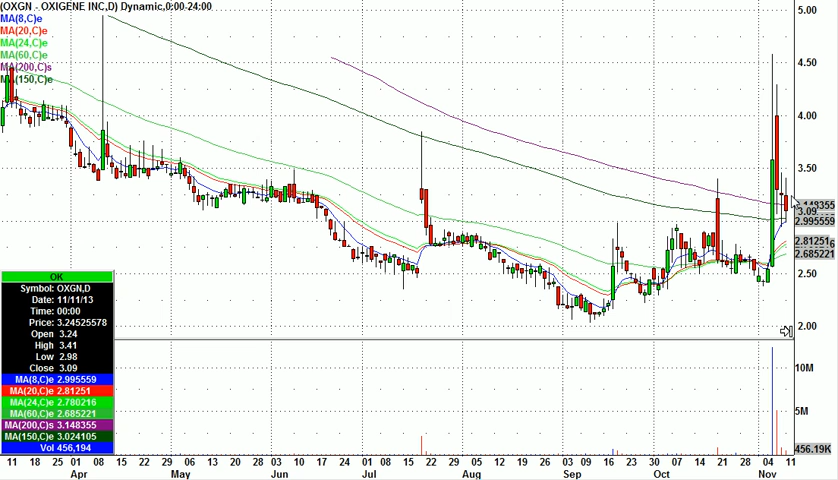 (OXGN - OXIGENE INC,D) Dynamic,0:00-24:00
MA(8,C)e
MA(20,C)e
MA(24,C)e
MA(60,C)e
MA(200,C)s
MA(150,C)e
5.00
4.50
4.00
3.50
3.09
2.995559
2.81251
2.685221
2.50
2.00
10M
5M
456.19K
OK
Symbol: OXGN,D
Date: 11/11/13
Time: 00:00
Price: 3.24525578
Open 3.24
High 3.41
Low 2.98
Close 3.09
MA(8,C)e 2.995559
MA(20,C)e 2.81251
MA(24,C)e 2.780216
MA(60,C)e 2.685221
MA(200,C)s 3.148355
MA(150,C)e 3.024105
Vol 456,194
11 18 25 08 15 22 29 06 13 20 28 03 10 17 24 08 15 22 29 05 12 19 26 03 09 16 23 30 07 14 21 28 04 11
Apr May Jun Jul Aug Sep Oct Nov